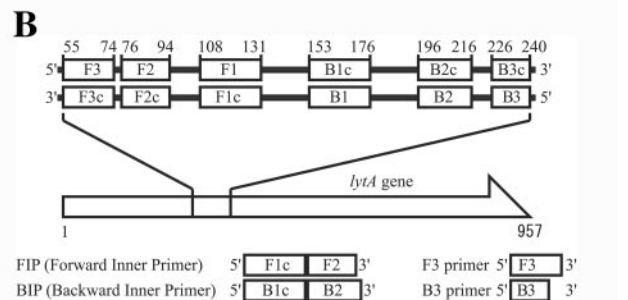 B
55 74 76 94 108 131 153 176 196 216 226 240
5' F3 F2 F1 B1c B2c B3c 3'
3' F3c F2c F1c B1 B2 B3 5'
lytA gene
1 957
FIP (Forward Inner Primer) 5' F1c F2 3' F3 primer 5' F3 3'
BIP (Backward Inner Primer) 5' B1c B2 3' B3 primer 5' B3 3'